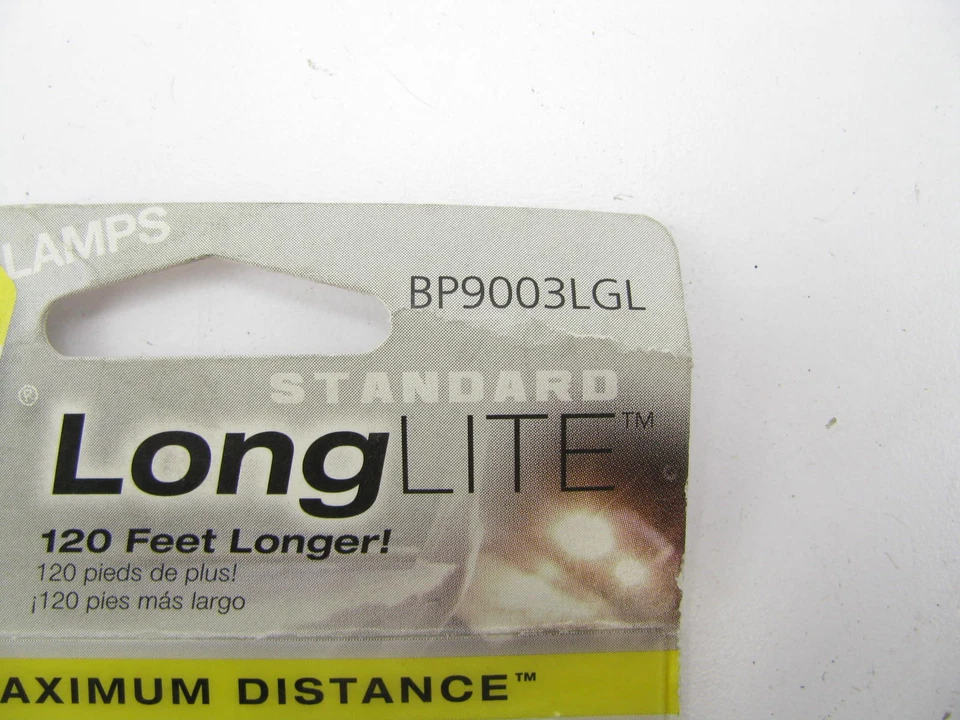 LAMPS
BP9003LGL
®
STANDARD
LongLITE™
120 Feet Longer!
120 pieds de plus!
¡120 pies más largo
AXIMUM DISTANCE™